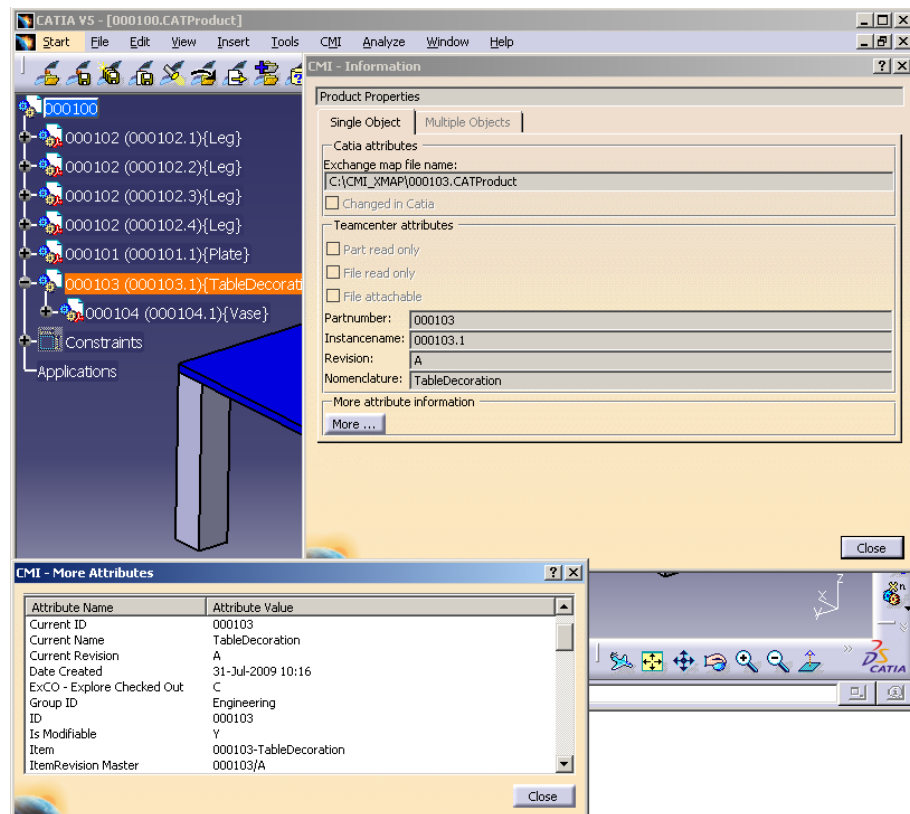 CATIA V5 - [000100.CATProduct]
Start File Edit View Insert Tools CMI Analyze Window Help
CMI - Information
000100
000102 (000102.1){Leg}
000102 (000102.2){Leg}
000102 (000102.3){Leg}
000102 (000102.4){Leg}
000101 (000101.1){Plate}
000103 (000103.1){TableDecorati
000104 (000104.1){Vase}
Constraints
Applications
Product Properties
Single Object Multiple Objects
Catia attributes
Exchange map file name:
C:\CMI_XMAP\000103.CATProduct
Changed in Catia
Teamcenter attributes
Part read only
File read only
File attachable
Partnumber: 000103
Instancename: 000103.1
Revision: A
Nomenclature: TableDecoration
More attribute information
More ...
Close
CMI - More Attributes
Attribute Name Attribute Value
Current ID 000103
Current Name TableDecoration
Current Revision A
Date Created 31-Jul-2009 10:16
ExCO - Explore Checked Out C
Group ID Engineering
ID 000103
Is Modifiable Y
Item 000103-TableDecoration
ItemRevision Master 000103/A
Close
z
x
y
DS
CATIA